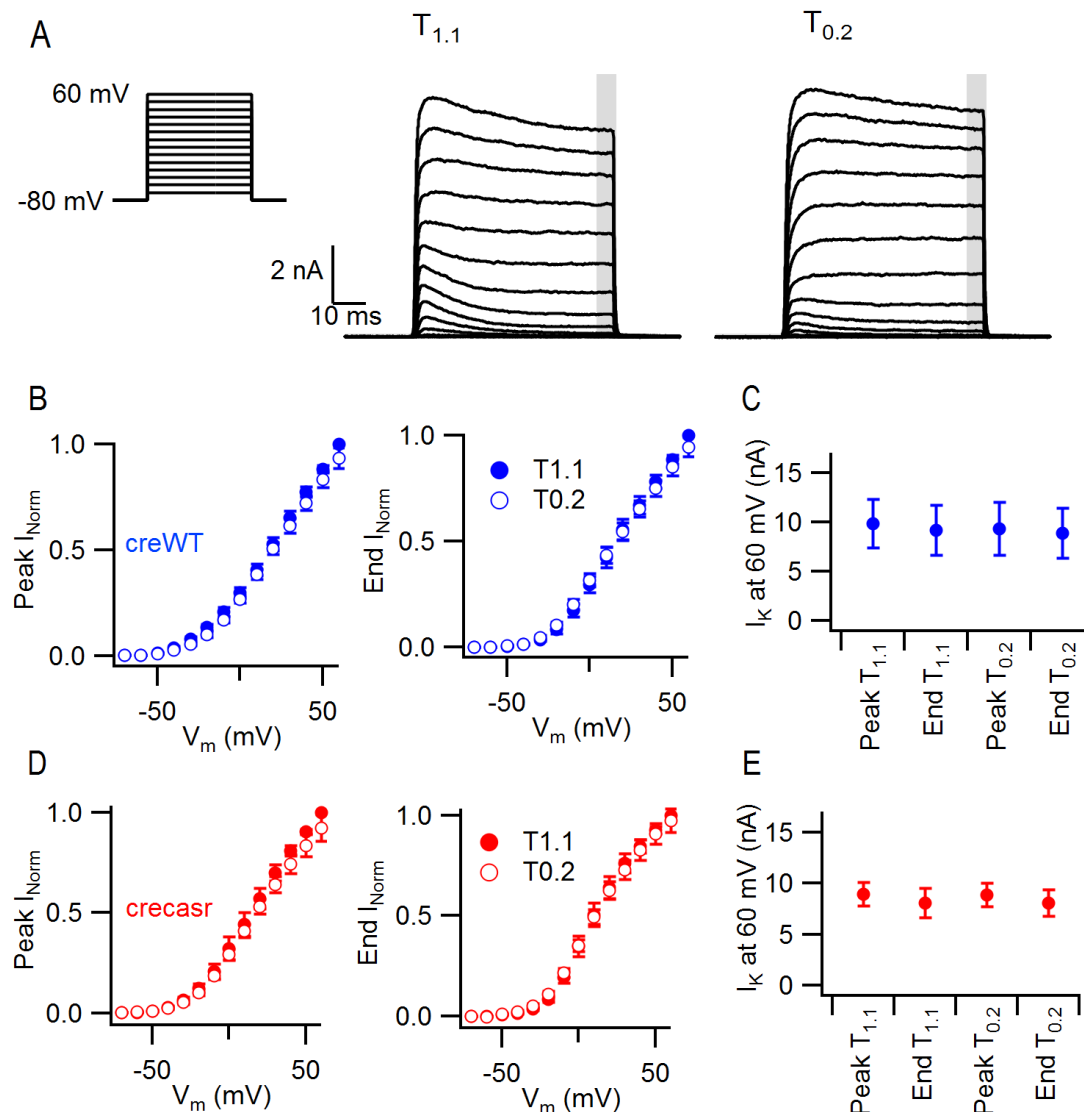 A
T1.1
T0.2
60 mV
-80 mV
2 nA
10 ms
B
1.0
0.5
0.0
Peak INorm
creWT
-50
50
Vm (mV)
1.0
0.5
0.0
End INorm
T1.1
T0.2
-50
50
Vm (mV)
C
15
10
5
0
IK at 60 mV (nA)
Peak T1.1
End T1.1
Peak T0.2
End T0.2
D
1.0
0.5
0.0
Peak INorm
crecasr
-50
50
Vm (mV)
1.0
0.5
0.0
End INorm
T1.1
T0.2
-50
50
Vm (mV)
E
15
10
5
0
IK at 60 mV (nA)
Peak T1.1
End T1.1
Peak T0.2
End T0.2